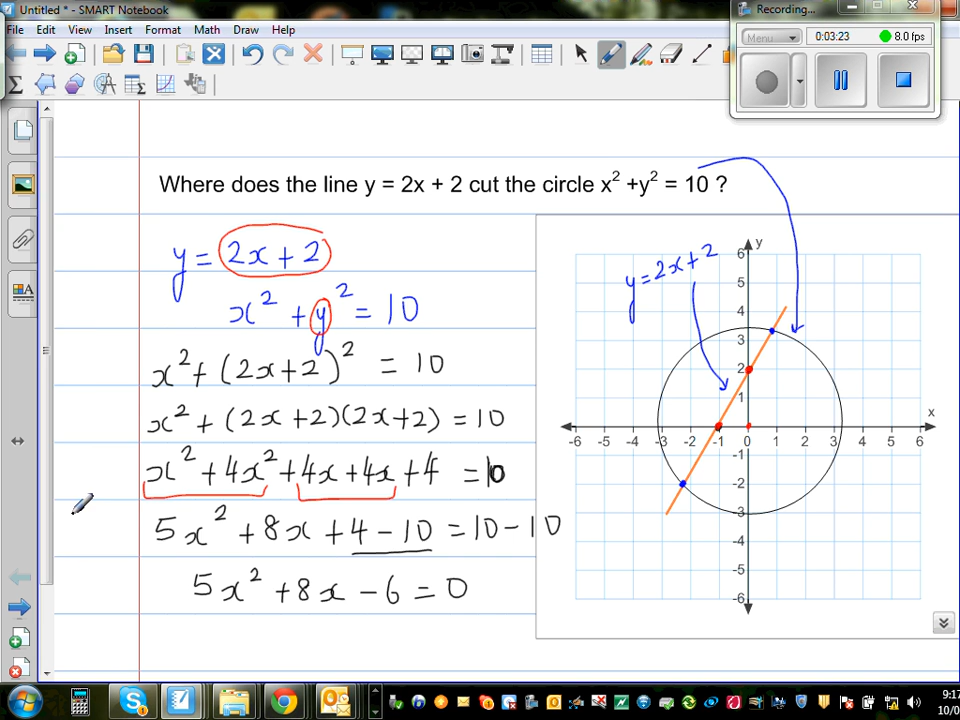 Untitled * - SMART Notebook
Recording...
File Edit View Insert Format Math Draw Help
Menu
00:03:23
8.0 fps
Where does the line y = 2x + 2 cut the circle x² +y² = 10 ?
y = 2x + 2
x² + y² = 10
x² + (2x+2)² = 10
x² + (2x+2)(2x+2) = 10
x² + 4x² + 4x + 4x + 4 = 10
5x² + 8x + 4 - 10 = 10 - 10
5x² + 8x - 6 = 0
y = 2x + 2
y
x
6
5
4
3
2
1
-6 -5 -4 -3 -2 -1 0 1 2 3 4 5 6
-1
-2
-3
-4
-5
-6
9:17
10/0